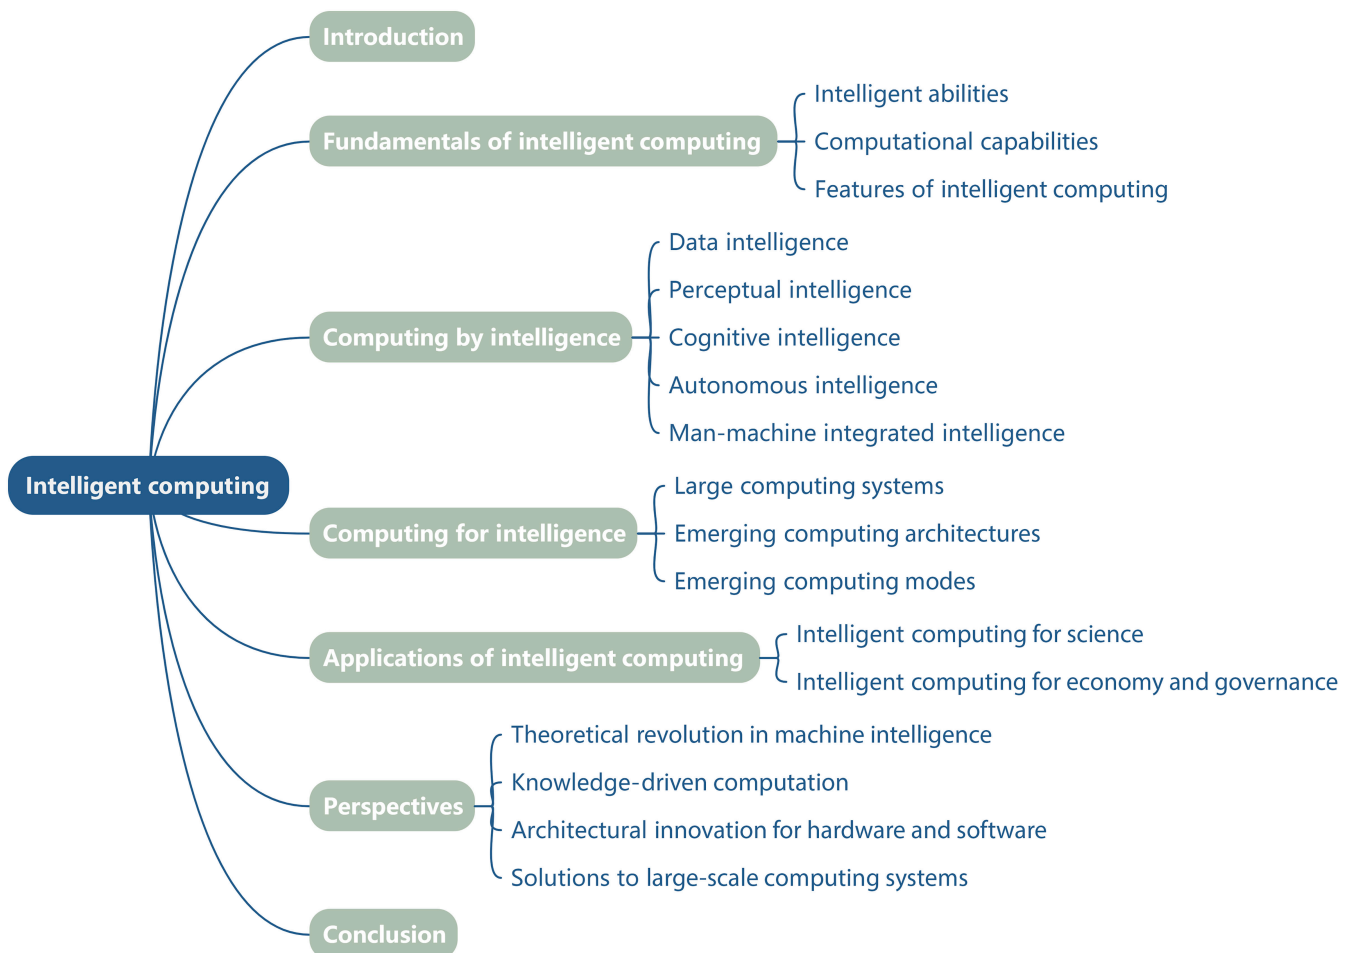 Introduction
Fundamentals of intelligent computing
Intelligent abilities
Computational capabilities
Features of intelligent computing
Computing by intelligence
Data intelligence
Perceptual intelligence
Cognitive intelligence
Autonomous intelligence
Man-machine integrated intelligence
Intelligent computing
Computing for intelligence
Large computing systems
Emerging computing architectures
Emerging computing modes
Applications of intelligent computing
Intelligent computing for science
Intelligent computing for economy and governance
Perspectives
Theoretical revolution in machine intelligence
Knowledge-driven computation
Architectural innovation for hardware and software
Solutions to large-scale computing systems
Conclusion